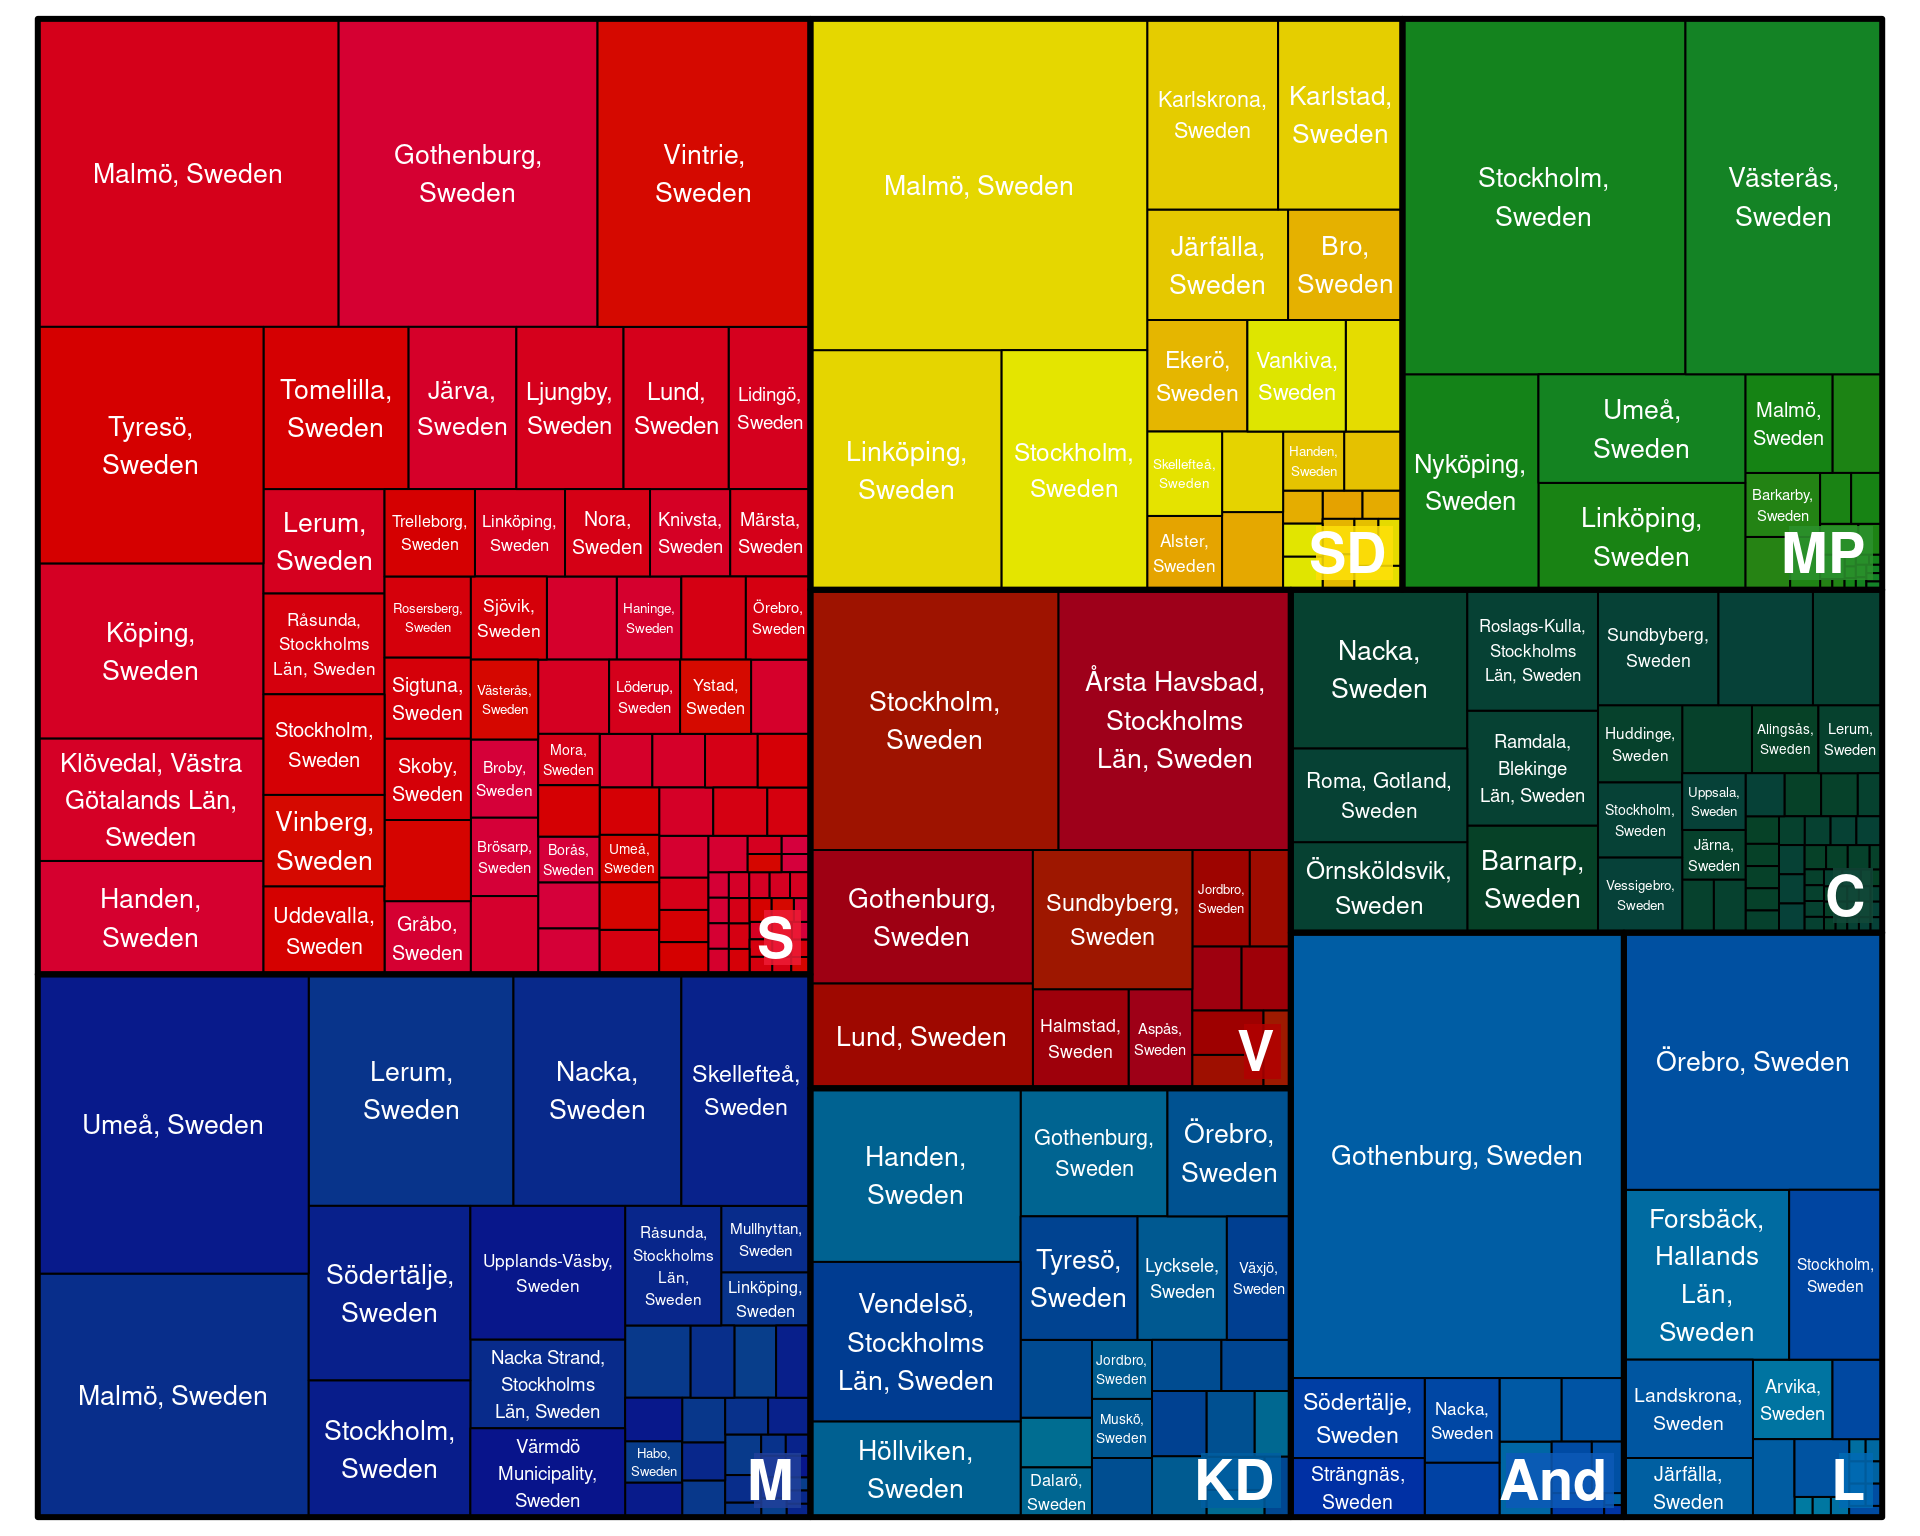 Malmö, Sweden
Gothenburg,
Sweden
Vintrie,
Sweden
Tyresö,
Sweden
Tomelilla,
Sweden
Järva,
Sweden
Ljungby,
Sweden
Lund,
Sweden
Lidingö,
Sweden
Köping,
Sweden
Klövedal, Västra
Götalands Län,
Sweden
Handen,
Sweden
Lerum,
Sweden
Råsunda,
Stockholms
Län, Sweden
Stockholm,
Sweden
Vinberg,
Sweden
Uddevalla,
Sweden
Trelleborg,
Sweden
Linköping,
Sweden
Nora,
Sweden
Knivsta,
Sweden
Märsta,
Sweden
Rosersberg,
Sweden
Sigtuna,
Sweden
Skoby,
Sweden
Gråbo,
Sweden
Sjövik,
Sweden
Haninge,
Sweden
Örebro,
Sweden
Västerås,
Sweden
Broby,
Sweden
Brösarp,
Sweden
Löderup,
Sweden
Ystad,
Sweden
Mora,
Sweden
Borås,
Sweden
Umeå,
Sweden
S
Umeå, Sweden
Malmö, Sweden
Lerum,
Sweden
Nacka,
Sweden
Skellefteå,
Sweden
Södertälje,
Sweden
Stockholm,
Sweden
Upplands-Väsby,
Sweden
Nacka Strand,
Stockholms
Län, Sweden
Värmdö
Municipality,
Sweden
Råsunda,
Stockholms
Län,
Sweden
Mullhyttan,
Sweden
Linköping,
Sweden
Habo,
Sweden
M
Malmö, Sweden
Linköping,
Sweden
Stockholm,
Sweden
Karlskrona,
Sweden
Karlstad,
Sweden
Järfälla,
Sweden
Bro,
Sweden
Ekerö,
Sweden
Vankiva,
Sweden
Skellefteå,
Sweden
Alster,
Sweden
Handen,
Sweden
SD
Stockholm,
Sweden
Västerås,
Sweden
Nyköping,
Sweden
Umeå,
Sweden
Linköping,
Sweden
Malmö,
Sweden
Barkarby,
Sweden
MP
Stockholm,
Sweden
Årsta Havsbad,
Stockholms
Län, Sweden
Gothenburg,
Sweden
Lund, Sweden
Sundbyberg,
Sweden
Halmstad,
Sweden
Aspås,
Sweden
Jordbro,
Sweden
V
Nacka,
Sweden
Roma, Gotland,
Sweden
Örnsköldsvik,
Sweden
Roslags-Kulla,
Stockholms
Län, Sweden
Ramdala,
Blekinge
Län, Sweden
Barnarp,
Sweden
Sundbyberg,
Sweden
Huddinge,
Sweden
Stockholm,
Sweden
Vessigebro,
Sweden
Alingsås,
Sweden
Lerum,
Sweden
Uppsala,
Sweden
Järna,
Sweden
C
Handen,
Sweden
Vendelsö,
Stockholms
Län, Sweden
Höllviken,
Sweden
Gothenburg,
Sweden
Örebro,
Sweden
Tyresö,
Sweden
Lycksele,
Sweden
Växjö,
Sweden
Jordbro,
Sweden
Muskö,
Sweden
Dalarö,
Sweden
KD
Gothenburg, Sweden
Södertälje,
Sweden
Strängnäs,
Sweden
Nacka,
Sweden
And
Örebro, Sweden
Forsbäck,
Hallands
Län,
Sweden
Stockholm,
Sweden
Landskrona,
Sweden
Järfälla,
Sweden
Arvika,
Sweden
L